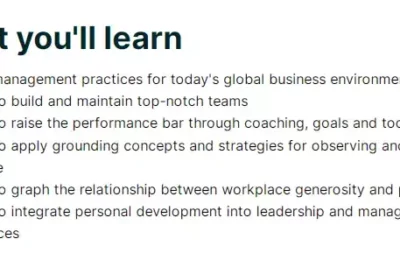 t you'll learn
management practices for today's global business environme
o build and maintain top-notch teams
o raise the performance bar through coaching, goals and too
o apply grounding concepts and strategies for observing and
e
o graph the relationship between workplace generosity and p
o integrate personal development into leadership and manag
ces